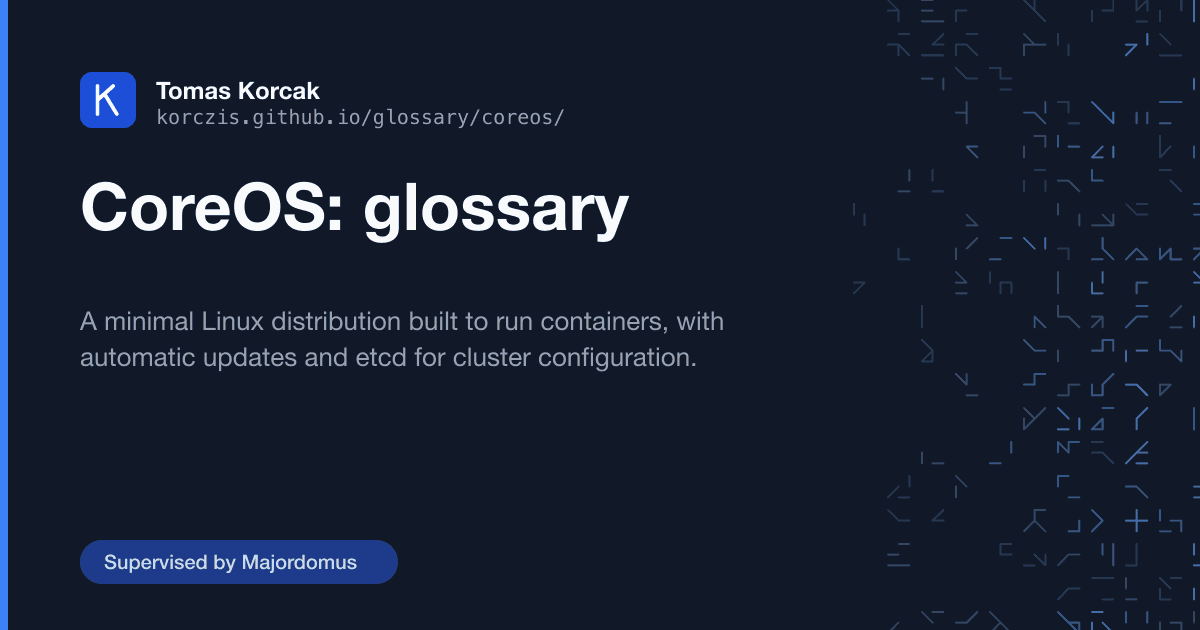 K
Tomas Korcak
korczis.github.io/glossary/coreos/
CoreOS: glossary
A minimal Linux distribution built to run containers, with
automatic updates and etcd for cluster configuration.
Supervised by Majordomus